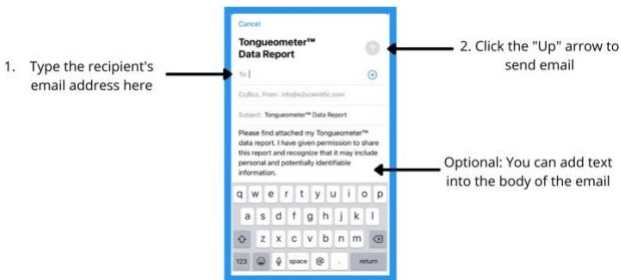 Cancel
Tongueometer™
Data Report
1. Type the recipient's
email address here
2. Click the "Up" arrow to
send email
To:
Cc/Bcc, From: info@e2scientific.com
Subject: Tongueometer™ Data Report
Please find attached my Tongueometer™
data report. I have given permission to share
this report and recognize that it may include
personal and potentially identifiable
information.
Optional: You can add text
into the body of the email
q w e r t y u i o p
a s d f g h j k l
z x c v b n m
123 space @ . return